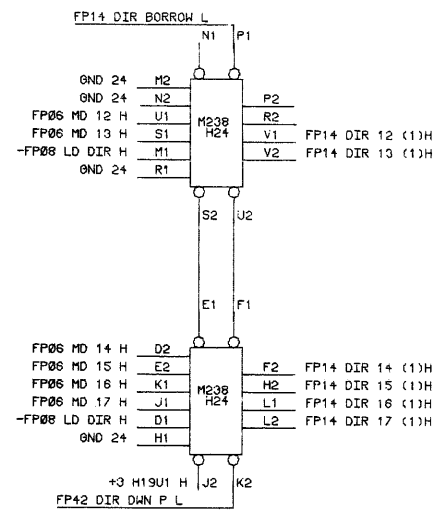 FP14 DIR BORROW L
N1 P1
GND 24 M2
GND 24 N2 P2
FP06 MD 12 H U1 M238 R2
FP06 MD 13 H S1 H24 V1 FP14 DIR 12 (1)H
-FP08 LD DIR H M1 V2 FP14 DIR 13 (1)H
GND 24 R1
S2 U2
E1 F1
FP06 MD 14 H D2
FP06 MD 15 H E2 F2 FP14 DIR 14 (1)H
FP06 MD 16 H K1 M238 H2 FP14 DIR 15 (1)H
FP06 MD 17 H J1 H24 L1 FP14 DIR 16 (1)H
-FP08 LD DIR H D1 L2 FP14 DIR 17 (1)H
GND 24 H1
+3 H19U1 H J2 K2
FP42 DIR DWN P L